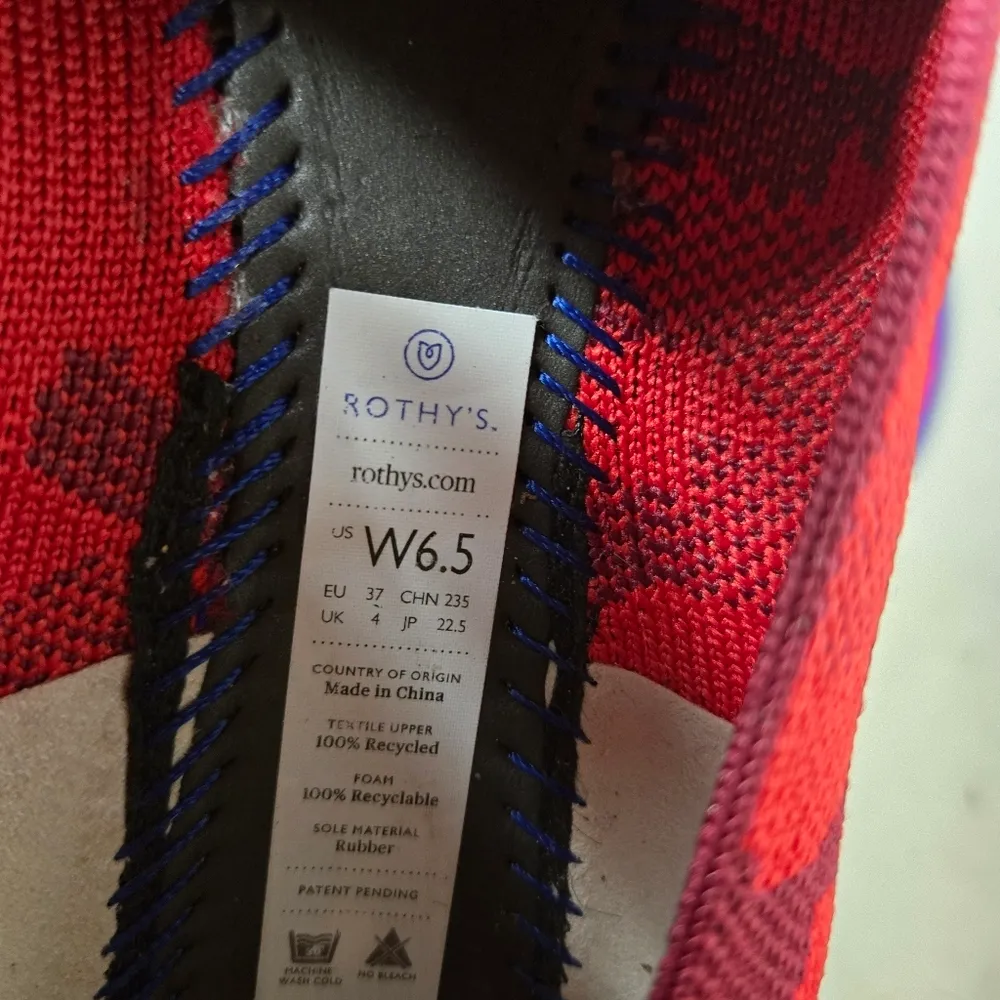 ROTHY'S
rothys.com
US W6.5
EU 37 CHN 235
UK 4 JP 22.5
COUNTRY OF ORIGIN
Made in China
TEXTILE UPPER
100% Recycled
FOAM
100% Recyclable
SOLE MATERIAL
Rubber
PATENT PENDING
MACHINE WASH COLD
NO BLEACH